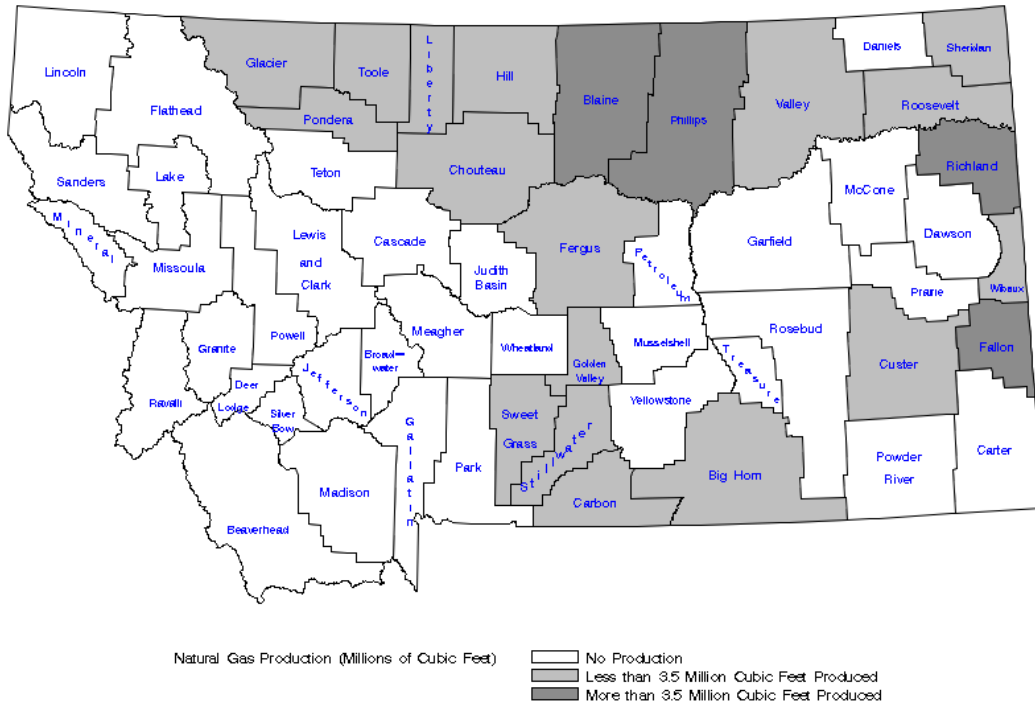 Daniels
Sheridan
Lincoln
Glacier
Toole
Liberty
Hill
Blaine
Phillips
Valley
Roosevelt
Flathead
Pondera
Chouteau
Richland
Sanders
Lake
Teton
McCone
Mineral
Missoula
Lewis
and
Clark
Cascade
Judith
Basin
Fergus
Petroleum
Garfield
Dawson
Wibaux
Prarie
Powell
Granite
Meagher
Broad-
water
Wheatland
Golden
Valley
Musselshell
Rosebud
Treasure
Custer
Fallon
Ravalli
Deer
Lodge
Silver
Bow
Jefferson
Gallatin
Park
Sweet
Grass
Stillwater
Yellowstone
Big Horn
Powder
River
Carter
Carbon
Madison
Beaverhead
Natural Gas Production (Millions of Cubic Feet)
No Production
Less than 3.5 Million Cubic Feet Produced
More than 3.5 Million Cubic Feet Produced